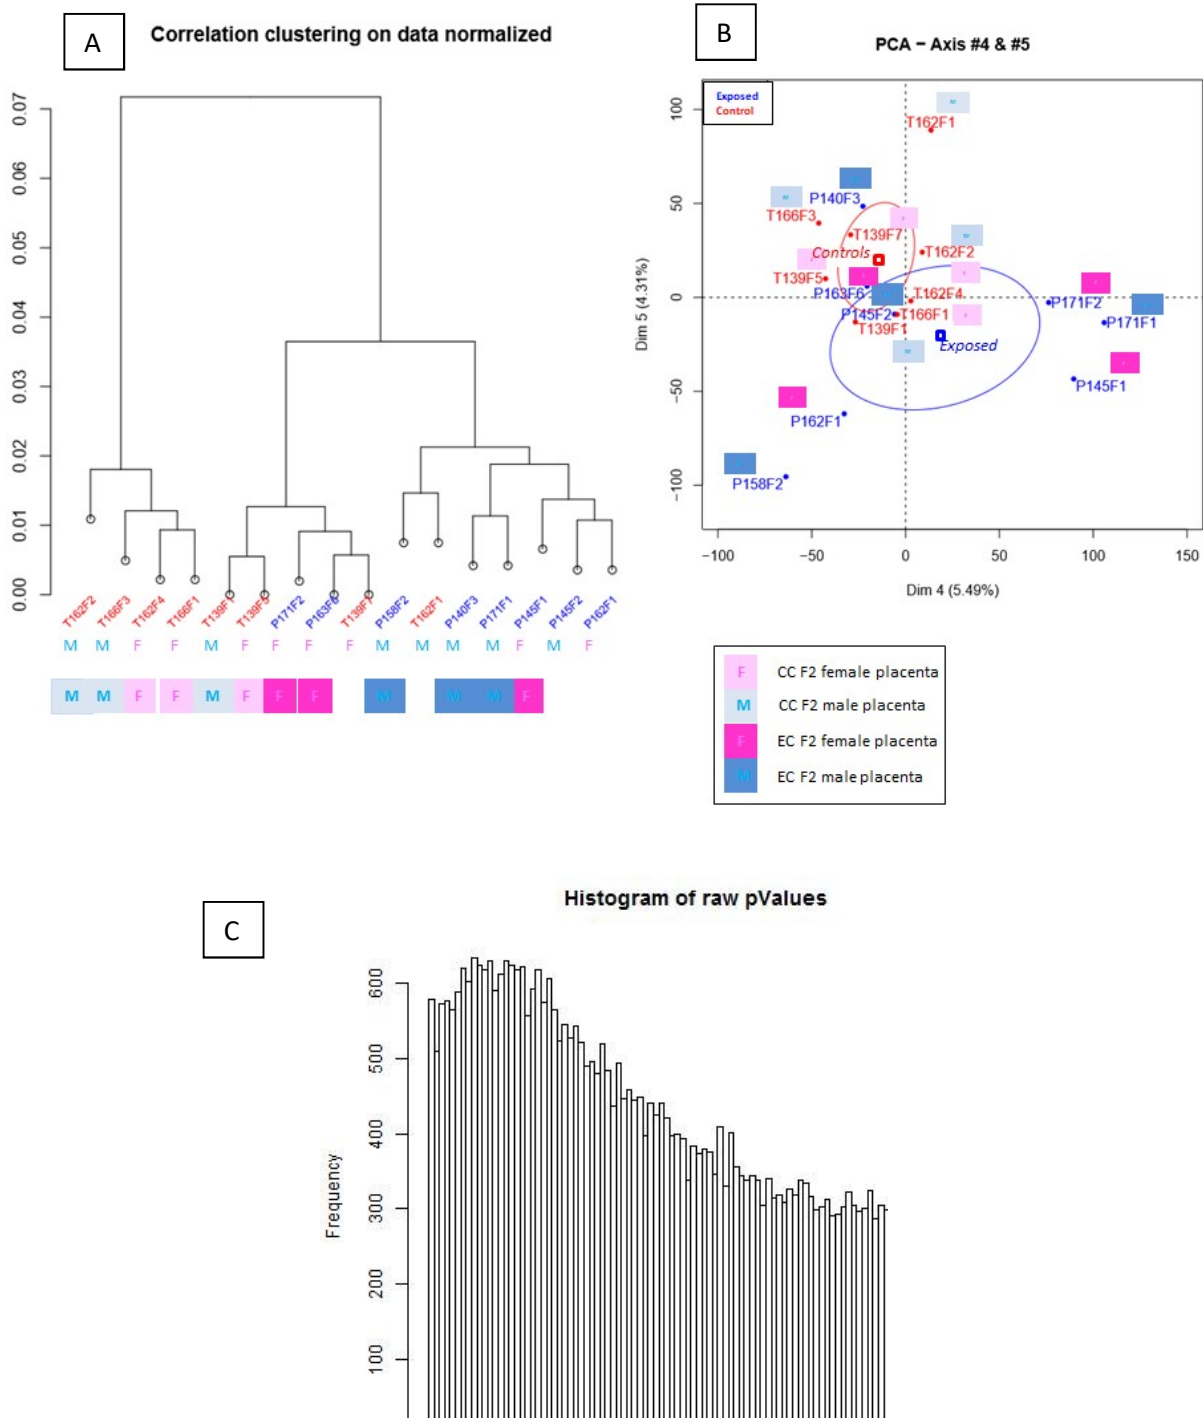 A
Correlation clustering on data normalized
0.07
0.06
0.05
0.04
0.03
0.02
0.01
0.00
T162F2 T166F3 T162F4 T166F1 T139F1 T139F5 P171F2 P163F6 T139F7 P158F2 T162F1 P140F3 P171F1 P145F1 P145F2 P162F1
M M F F M F F F F M M M M F M F
M M F F M F F F M M M F
B
PCA − Axis #4 & #5
Exposed
Control
Dim 5 (4.31%)
100
50
0
−50
−100
M
T162F1
P140F3
M
T166F3
T139F7
M
T162F2
Controls
T139F5
P163F6
T162F4
P145F2
T166F1
T139F1
P171F2
P171F1
Exposed
M
P145F1
P162F1
P158F2
−100 −50 0 50 100 150
Dim 4 (5.49%)
F CC F2 female placenta
M CC F2 male placenta
F EC F2 female placenta
M EC F2 male placenta
C
Histogram of raw pValues
Frequency
600
500
400
300
200
100